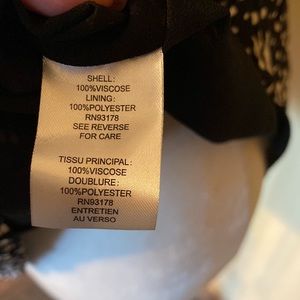 SHELL:
100%VISCOSE
LINING:
100%POLYESTER
RN93178
SEE REVERSE
FOR CARE
TISSU PRINCIPAL:
100%VISCOSE
DOUBLURE:
100%POLYESTER
RN93178
ENTRETIEN
AU VERSO